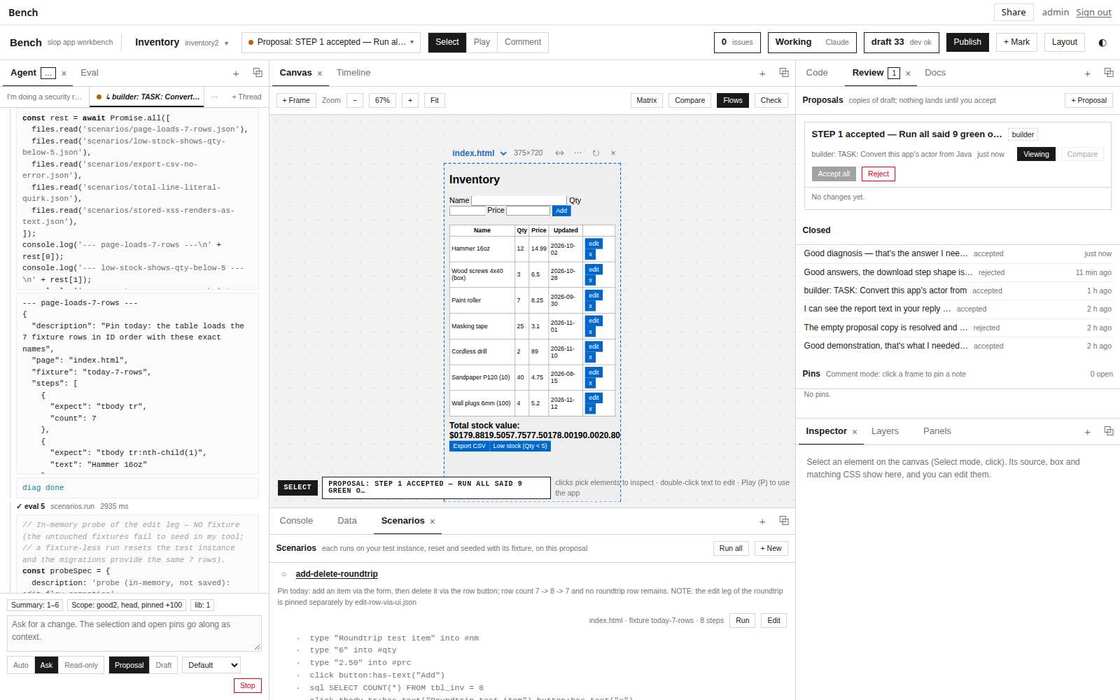 Bench
Share admin Sign out
Bench slop app workbench Inventory inventory2 ▾ Proposal: STEP 1 accepted — Run al… ▾ Select Play Comment 0 issues Working Claude draft 33 dev ok Publish + Mark Layout
Agent … × Eval +
I'm doing a security r… ↳ builder: TASK: Convert… ··· + Thread
const rest = await Promise.all([
files.read('scenarios/page-loads-7-rows.json'),
files.read('scenarios/low-stock-shows-qty-
below-5.json'),
files.read('scenarios/export-csv-no-
error.json'),
files.read('scenarios/total-line-literal-
quirk.json'),
files.read('scenarios/stored-xss-renders-as-
text.json'),
]);
console.log('--- page-loads-7-rows ---\n' +
rest[0]);
console.log('--- low-stock-shows-qty-below-5 ---
\n' + rest[1]);
--- page-loads-7-rows ---
{
"description": "Pin today: the table loads the
7 fixture rows in ID order with these exact
names",
"page": "index.html",
"fixture": "today-7-rows",
"steps": [
{
"expect": "tbody tr",
"count": 7
},
{
"expect": "tbody tr:nth-child(1)",
"text": "Hammer 16oz"
diag done
✓ eval 5 scenarios.run 2935 ms
// In-memory probe of the edit leg — NO fixture
(the untouched fixtures fail to seed in my tool;
// a fixture-less run resets the test instance
and the migrations provide the same 7 rows).
const probeSpec = {
description: 'probe (in-memory, not saved):
Summary: 1–6 Scope: good2, head, pinned +100 lib: 1
Ask for a change. The selection and open pins go along as
context.
Auto Ask Read-only Proposal Draft Default
Stop
Canvas × Timeline +
+ Frame Zoom − 67% + Fit Matrix Compare Flows Check
index.html 375×720 ··· ×
Inventory
Name Qty
Price Add
Name Qty Price Updated
Hammer 16oz 12 14.99 2026-10-02 edit x
Wood screws 4x40 (box) 3 6.5 2026-10-28 edit x
Paint roller 7 8.25 2026-09-30 edit x
Masking tape 25 3.1 2026-11-01 edit x
Cordless drill 2 89 2026-11-10 edit x
Sandpaper P120 (10) 40 4.75 2026-08-15 edit x
Wall plugs 6mm (100) 4 5.2 2026-11-12 edit x
Total stock value:
$0179.8819.5057.7577.50178.00190.0020.80
Export CSV Low stock (Qty < 5)
SELECT PROPOSAL: STEP 1 ACCEPTED — RUN ALL SAID 9 GREEN O… clicks pick elements to inspect · double-click text to edit · Play (P) to use the app
Console Data Scenarios × +
Scenarios each runs on your test instance, reset and seeded with its fixture, on this proposal Run all + New
○ add-delete-roundtrip
Pin today: add an item via the form, then delete it via the row button; row count 7 -> 8 -> 7 and no roundtrip row remains. NOTE: the edit leg of the roundtrip
is pinned separately by edit-row-via-ui.json
index.html · fixture today-7-rows · 8 steps Run Edit
· type "Roundtrip test item" into #nm
· type "6" into #qty
· type "2.50" into #prc
· click button:has-text("Add")
· sql SELECT COUNT(*) FROM tbl_inv = 8
Code Review 1 × Docs +
Proposals copies of draft; nothing lands until you accept + Proposal
STEP 1 accepted — Run all said 9 green o… builder
builder: TASK: Convert this app's actor from Java just now Viewing Compare
Accept all Reject
No changes yet.
Closed
Good diagnosis — that's the answer I nee… accepted just now
Good answers, the download step shape is… rejected 11 min ago
builder: TASK: Convert this app's actor from accepted 1 h ago
I can see the report text in your reply … accepted 2 h ago
The empty proposal copy is resolved and … rejected 2 h ago
Good demonstration, that's what I needed… accepted 2 h ago
Pins Comment mode: click a frame to pin a note 0 open
No pins.
Inspector × Layers Panels +
Select an element on the canvas (Select mode, click). Its source, box and
matching CSS show here, and you can edit them.